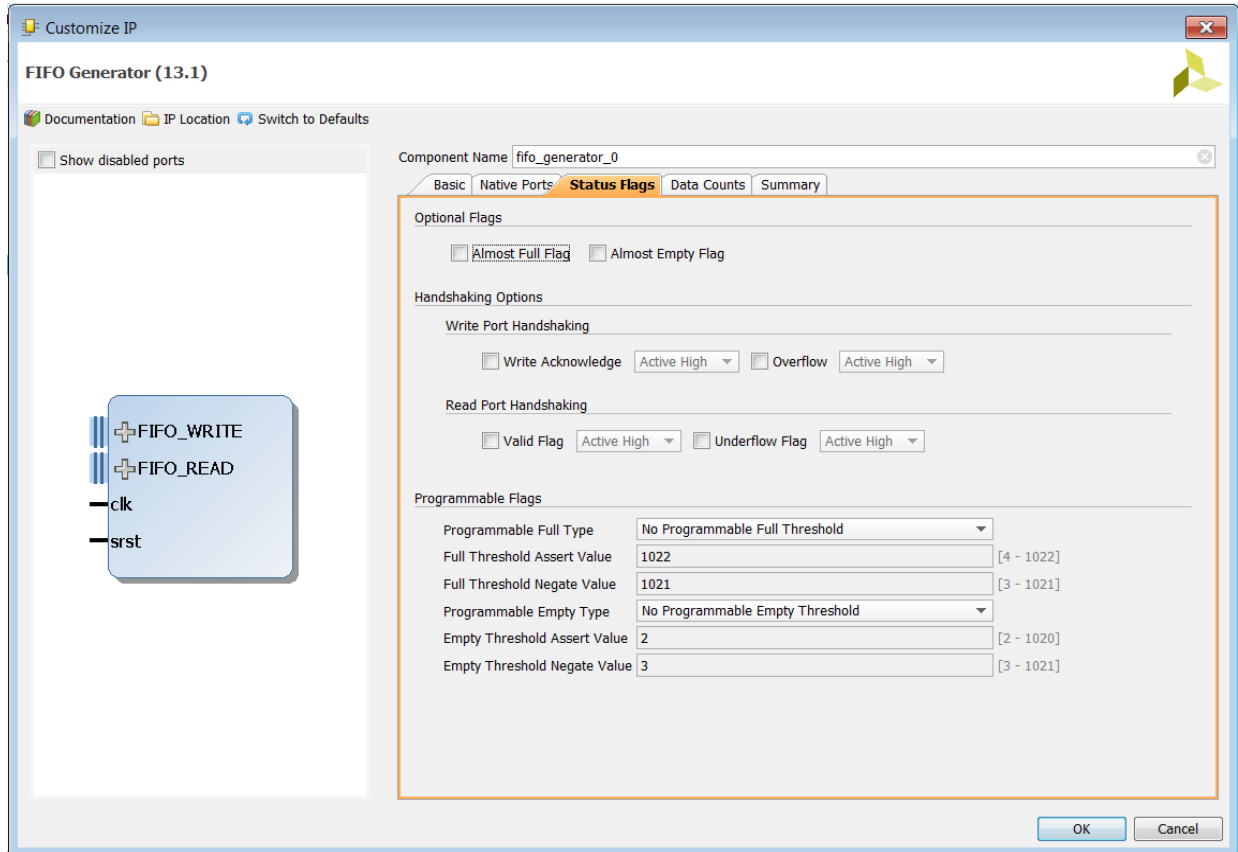 Customize IP
FIFO Generator (13.1)
Documentation IP Location Switch to Defaults
Show disabled ports
FIFO_WRITE
FIFO_READ
clk
srst
Component Name fifo_generator_0
Basic Native Ports Status Flags Data Counts Summary
Optional Flags
Almost Full Flag Almost Empty Flag
Handshaking Options
Write Port Handshaking
Write Acknowledge Active High Overflow Active High
Read Port Handshaking
Valid Flag Active High Underflow Flag Active High
Programmable Flags
Programmable Full Type No Programmable Full Threshold
Full Threshold Assert Value 1022 [4 - 1022]
Full Threshold Negate Value 1021 [3 - 1021]
Programmable Empty Type No Programmable Empty Threshold
Empty Threshold Assert Value 2 [2 - 1020]
Empty Threshold Negate Value 3 [3 - 1021]
OK Cancel